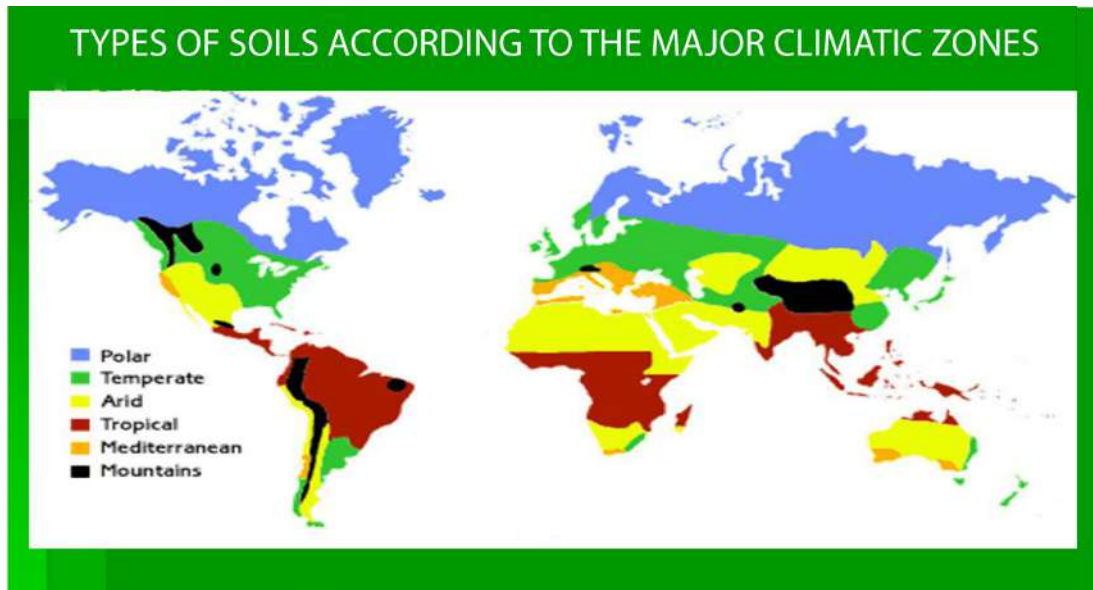 TYPES OF SOILS ACCORDING TO THE MAJOR CLIMATIC ZONES
Polar
Temperate
Arid
Tropical
Mediterranean
Mountains